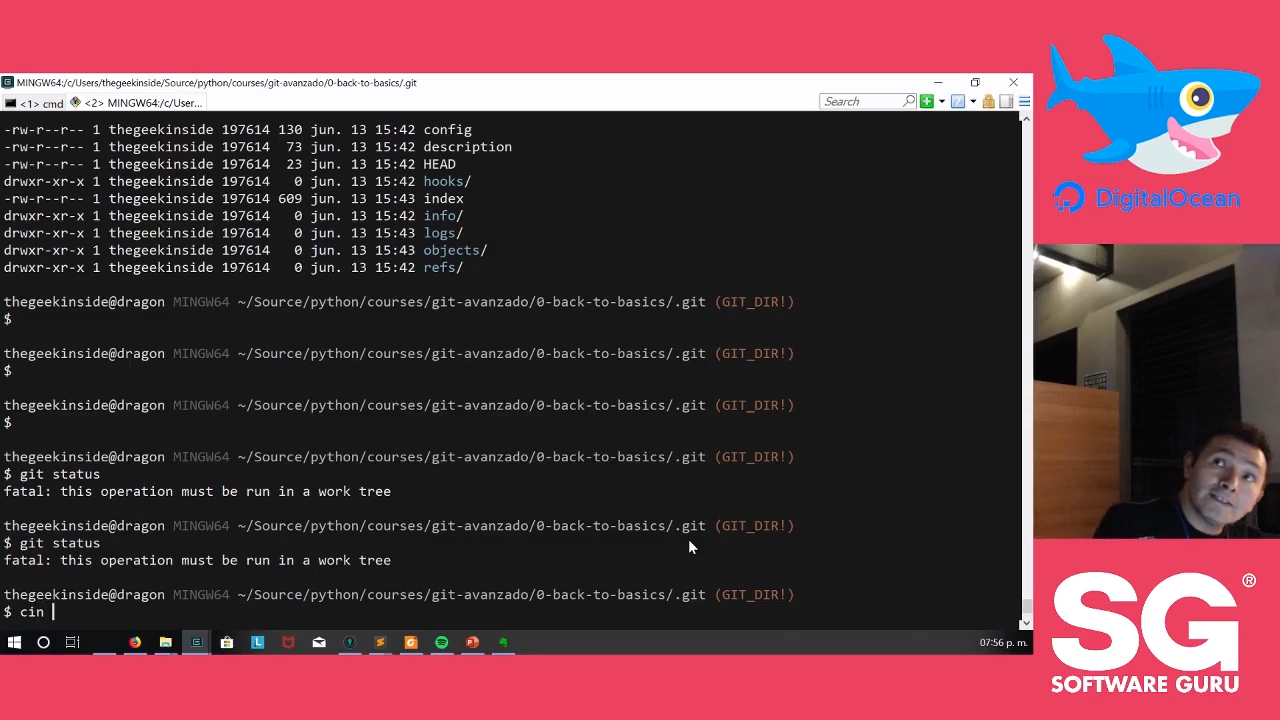 MINGW64:/c/Users/thegeekinside/Source/python/courses/git-avanzado/0-back-to-basics/.git
<1> cmd
<2> MINGW64:/c/User...
Search
-rw-r--r-- 1 thegeekinside 197614 130 jun. 13 15:42 config
-rw-r--r-- 1 thegeekinside 197614  73 jun. 13 15:42 description
-rw-r--r-- 1 thegeekinside 197614  23 jun. 13 15:42 HEAD
drwxr-xr-x 1 thegeekinside 197614   0 jun. 13 15:42 hooks/
-rw-r--r-- 1 thegeekinside 197614 609 jun. 13 15:43 index
drwxr-xr-x 1 thegeekinside 197614   0 jun. 13 15:42 info/
drwxr-xr-x 1 thegeekinside 197614   0 jun. 13 15:43 logs/
drwxr-xr-x 1 thegeekinside 197614   0 jun. 13 15:43 objects/
drwxr-xr-x 1 thegeekinside 197614   0 jun. 13 15:42 refs/
thegeekinside@dragon MINGW64 ~/Source/python/courses/git-avanzado/0-back-to-basics/.git (GIT_DIR!)
$
thegeekinside@dragon MINGW64 ~/Source/python/courses/git-avanzado/0-back-to-basics/.git (GIT_DIR!)
$
thegeekinside@dragon MINGW64 ~/Source/python/courses/git-avanzado/0-back-to-basics/.git (GIT_DIR!)
$
thegeekinside@dragon MINGW64 ~/Source/python/courses/git-avanzado/0-back-to-basics/.git (GIT_DIR!)
$ git status
fatal: this operation must be run in a work tree
thegeekinside@dragon MINGW64 ~/Source/python/courses/git-avanzado/0-back-to-basics/.git (GIT_DIR!)
$ git status
fatal: this operation must be run in a work tree
thegeekinside@dragon MINGW64 ~/Source/python/courses/git-avanzado/0-back-to-basics/.git (GIT_DIR!)
$ cin
07:56 p. m.
DigitalOcean
SG®
SOFTWARE GURU